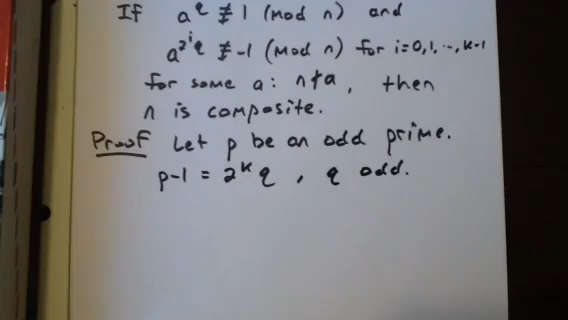 If a^q ≢ 1 (mod n) and
a^{2^i q} ≢ -1 (mod n) for i=0,1,...,k-1
for some a: n∤a, then
n is composite.
Proof Let p be an odd prime.
p-1 = 2^k q, q odd.